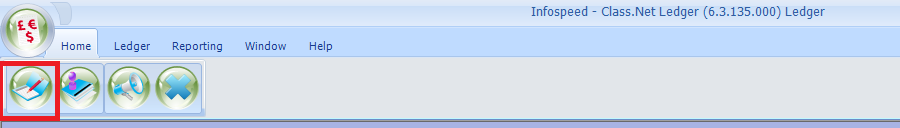 Infospeed - Class.Net Ledger (6.3.135.000) Ledger
£ €
$
Home Ledger Reporting Window Help